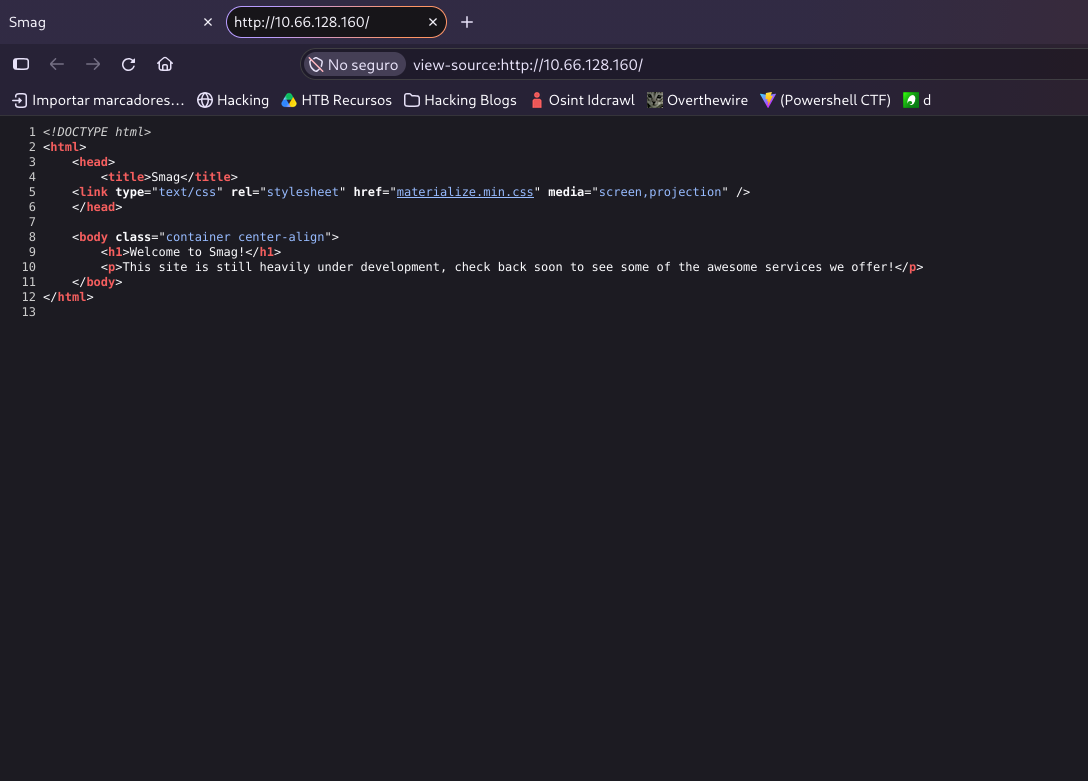 Smag
http://10.66.128.160/
No seguro view-source:http://10.66.128.160/
Importar marcadores… Hacking HTB Recursos Hacking Blogs Osint Idcrawl Overthewire (Powershell CTF) d
1 <!DOCTYPE html>
2 <html>
3     <head>
4         <title>Smag</title>
5     <link type="text/css" rel="stylesheet" href="materialize.min.css" media="screen,projection" />
6     </head>
7
8     <body class="container center-align">
9         <h1>Welcome to Smag!</h1>
10         <p>This site is still heavily under development, check back soon to see some of the awesome services we offer!</p>
11     </body>
12 </html>
13